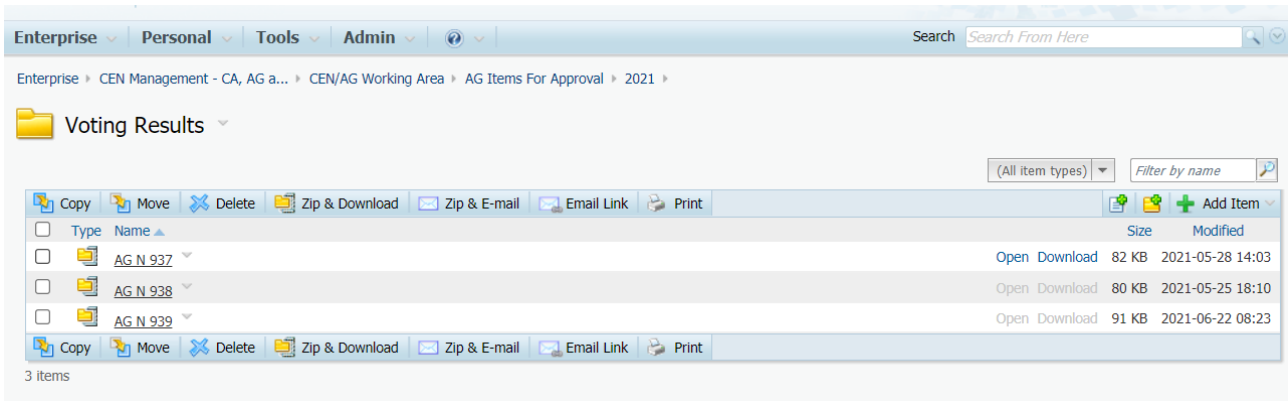 Enterprise Personal Tools Admin Search Search From Here
Enterprise CEN Management - CA, AG a... CEN/AG Working Area AG Items For Approval 2021
Voting Results
(All item types) Filter by name
Copy Move Delete Zip & Download Zip & E-mail Email Link Print Add Item
Type Name Size Modified
AG N 937 Open Download 82 KB 2021-05-28 14:03
AG N 938 Open Download 80 KB 2021-05-25 18:10
AG N 939 Open Download 91 KB 2021-06-22 08:23
Copy Move Delete Zip & Download Zip & E-mail Email Link Print
3 items